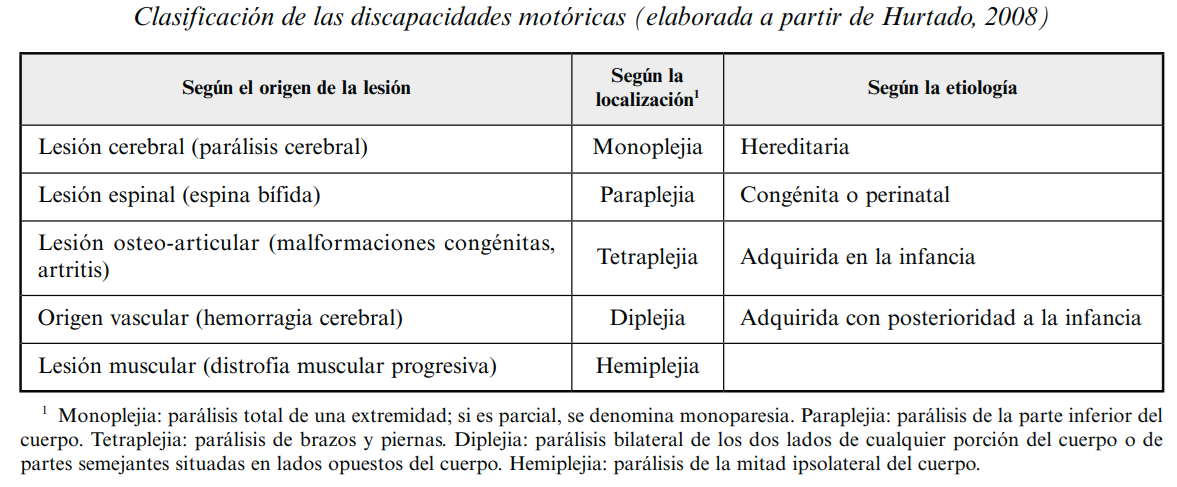 Clasificación de las discapacidades motóricas (elaborada a partir de Hurtado, 2008)
Según el origen de la lesión
Según la
localización1
Según la etiología
Lesión cerebral (parálisis cerebral)
Monoplejia
Hereditaria
Lesión espinal (espina bífida)
Paraplejia
Congénita o perinatal
Lesión osteo-articular (malformaciones congénitas,
artritis)
Tetraplejia
Adquirida en la infancia
Origen vascular (hemorragia cerebral)
Diplejia
Adquirida con posterioridad a la infancia
Lesión muscular (distrofia muscular progresiva)
Hemiplejia
1 Monoplejia: parálisis total de una extremidad; si es parcial, se denomina monoparesia. Paraplejia: parálisis de la parte inferior del
cuerpo. Tetraplejia: parálisis de brazos y piernas. Diplejia: parálisis bilateral de los dos lados de cualquier porción del cuerpo o de
partes semejantes situadas en lados opuestos del cuerpo. Hemiplejia: parálisis de la mitad ipsolateral del cuerpo.